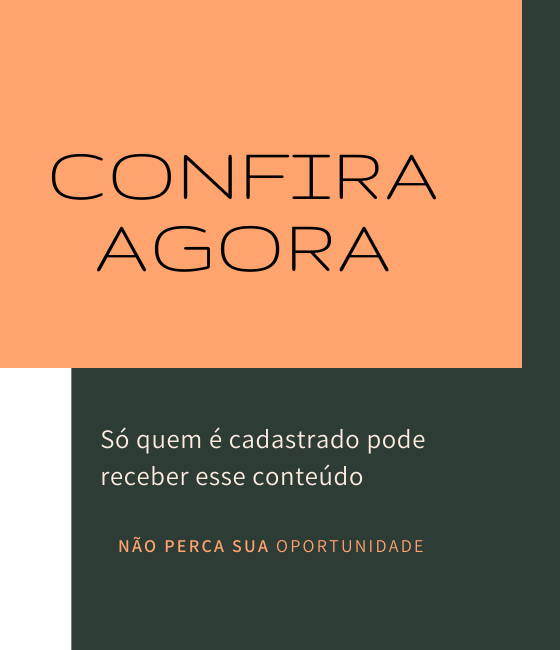 CONFIRA
AGORA
Só quem é cadastrado pode
receber esse conteúdo
NÃO PERCA SUA OPORTUNIDADE